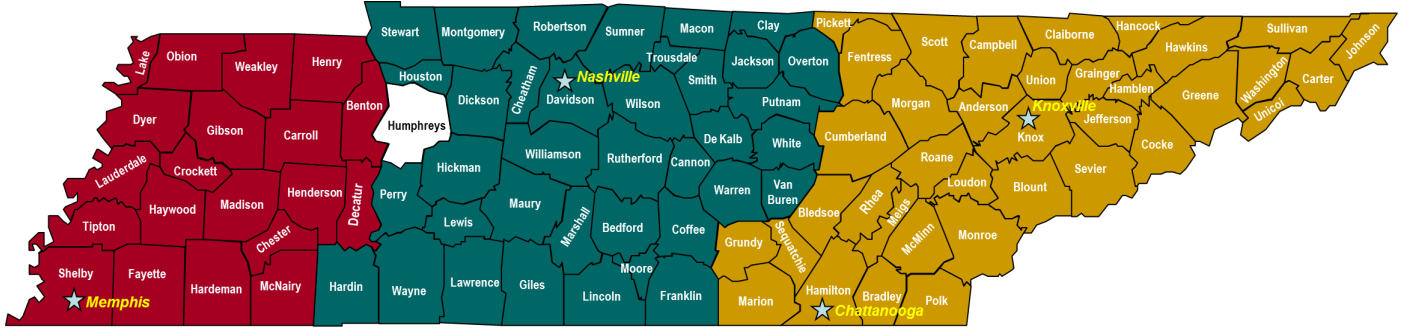 Lake
Obion
Weakley
Henry
Benton
Dyer
Gibson
Carroll
Lauderdale
Crockett
Haywood
Madison
Henderson
Decatur
Tipton
Chester
Shelby
Memphis
Fayette
Hardeman
McNairy
Stewart
Montgomery
Robertson
Sumner
Macon
Clay
Houston
Humphreys
Dickson
Cheatham
Davidson
Nashville
Trousdale
Wilson
Smith
Jackson
Overton
Putnam
De Kalb
White
Hickman
Williamson
Rutherford
Cannon
Warren
Van
Buren
Perry
Lewis
Maury
Marshall
Bedford
Coffee
Moore
Hardin
Wayne
Lawrence
Giles
Lincoln
Franklin
Pickett
Fentress
Scott
Campbell
Claiborne
Hancock
Hawkins
Sullivan
Johnson
Union
Grainger
Hamblen
Greene
Washington
Carter
Unicoi
Morgan
Anderson
Knoxville
Knox
Jefferson
Cocke
Sevier
Cumberland
Roane
Loudon
Blount
Bledsoe
Rhea
Meigs
McMinn
Monroe
Grundy
Sequatchie
Marion
Hamilton
Chattanooga
Bradley
Polk